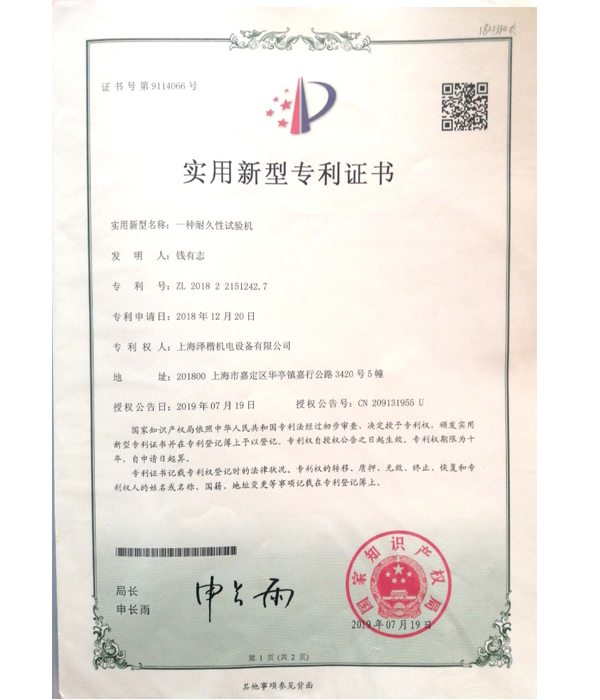 证书号第9114066号
实用新型专利证书
实用新型名称：一种耐久性试验机
发明人：钱有志
专利号：ZL 2018 2 2151242.7
专利申请日：2018年12月20日
专利权人：上海泽楷机电设备有限公司
地址：201800 上海市嘉定区华亭镇嘉行公路3420号5幢
授权公告日：2019年07月19日 授权公告号：CN 209131955 U
国家知识产权局依照中华人民共和国专利法经过初步审查，决定授予专利权，颁发实用
新型专利证书并在专利登记簿上予以登记。专利权自授权公告之日起生效。专利权期限为十
年，自申请日起算。
专利证书记载专利权登记时的法律状况。专利权的转移、质押、无效、终止、恢复和专
利权人的姓名或名称、国籍、地址变更等事项记载在专利登记簿上。
局长
申长雨
申长雨
国家知识产权局
2019年07月19日
第1页(共2页)
其他事项参见背面